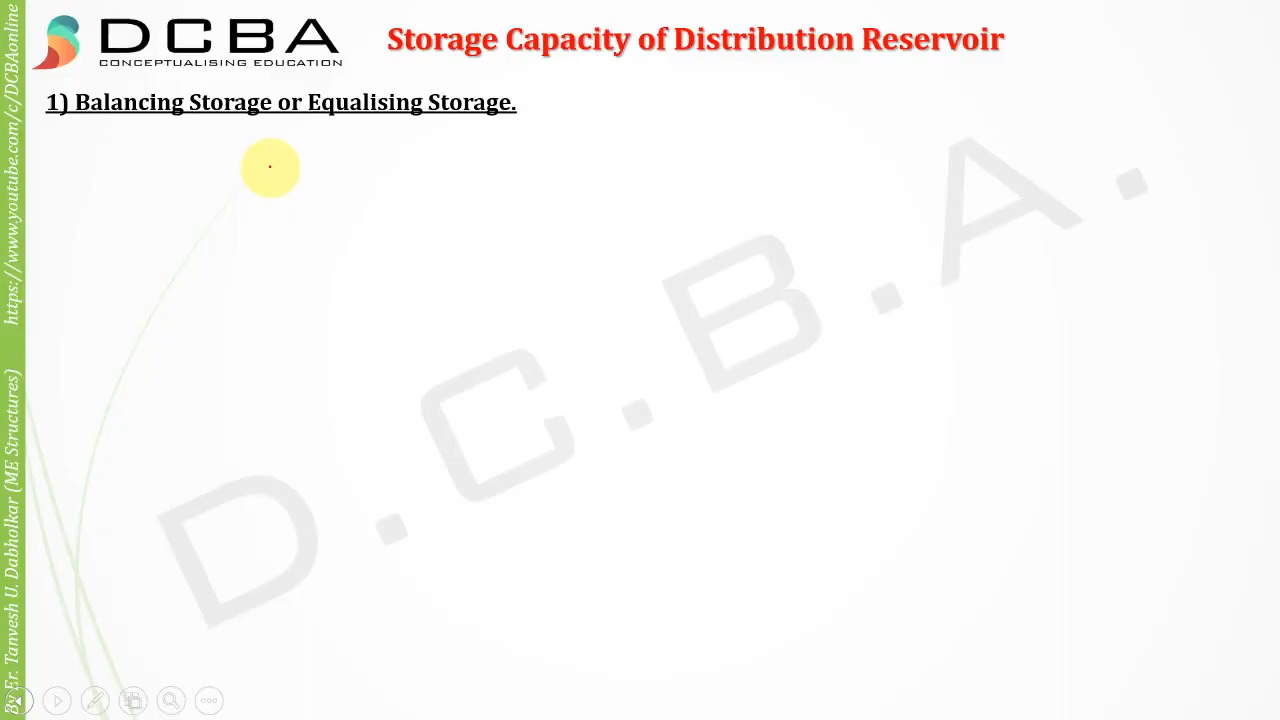 DCBA
CONCEPTUALISING EDUCATION
Storage Capacity of Distribution Reservoir
1) Balancing Storage or Equalising Storage.
D.C.B.A.
By Er. Tanvesh U. Dabholkar (ME Structures) https://www.youtube.com/c/DCBAonline